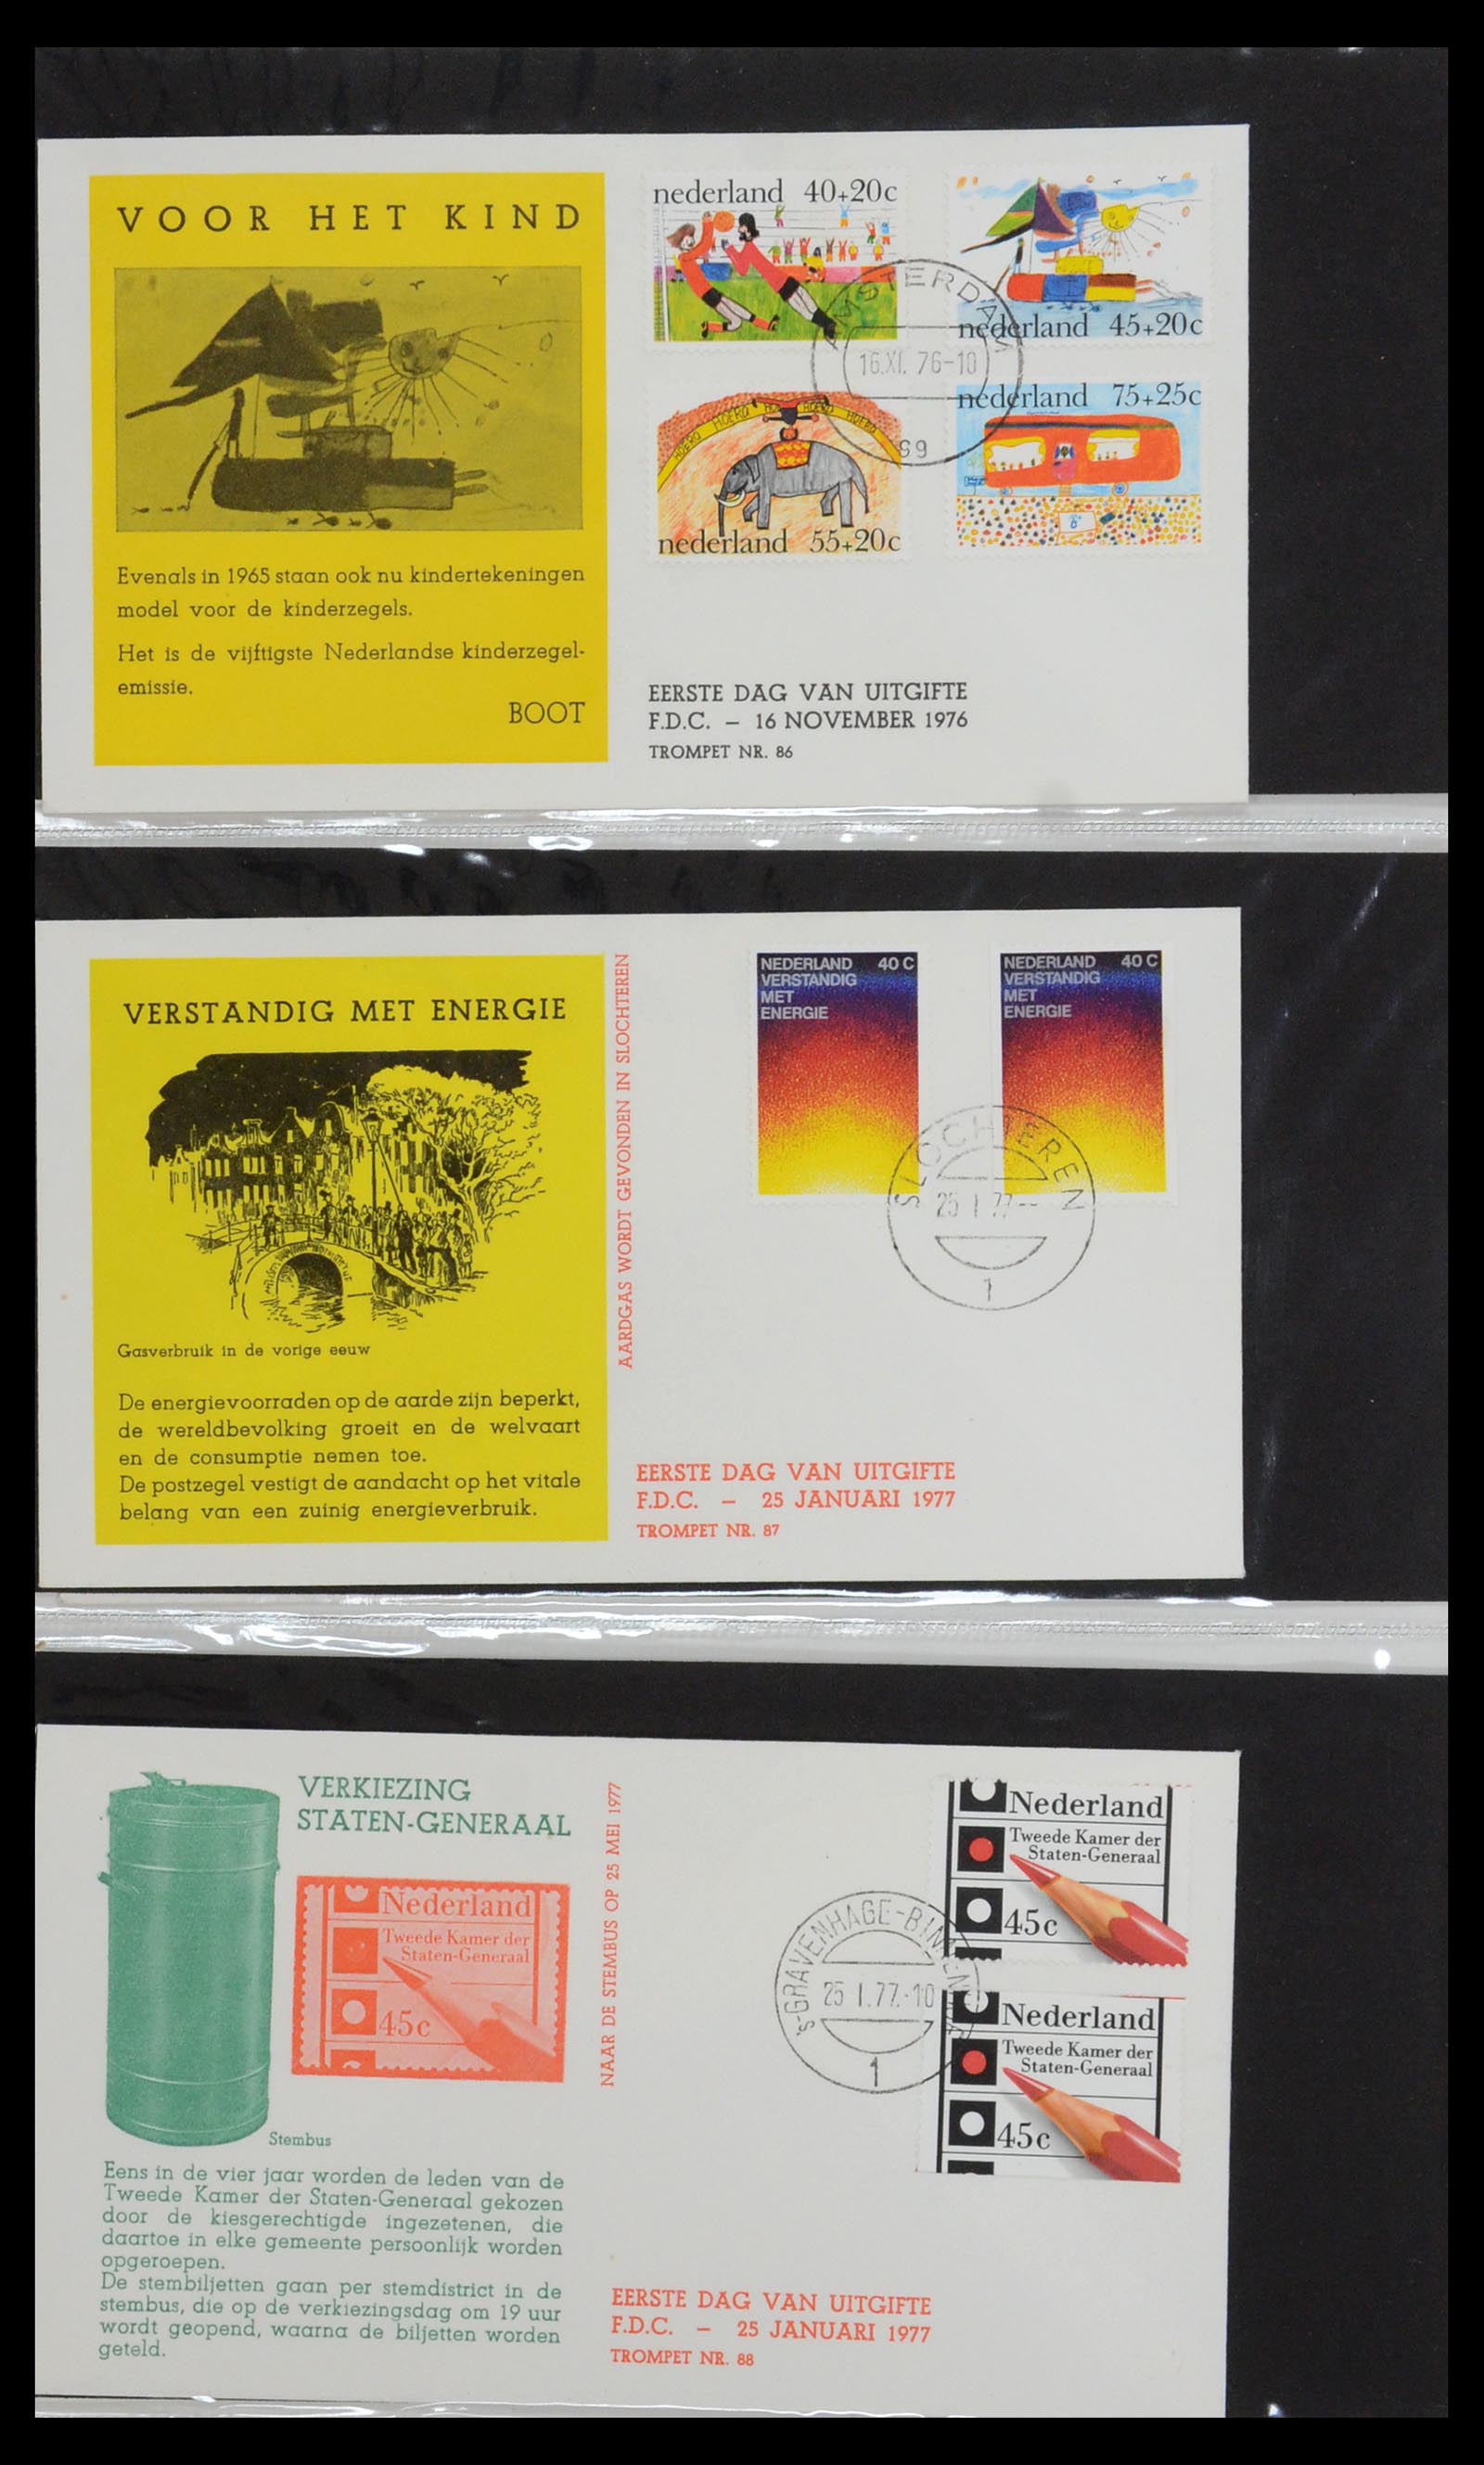 VOOR HET KIND
Evenals in 1965 staan ook nu kindertekeningen
model voor de kinderzegels.
Het is de vijftigste Nederlandse kinderzegel-
emissie.
BOOT
nederland 40+20c
nederland 45+20c
HOERA HOERA HOERA HOERA
nederland 55+20c
nederland 75+25c
AMSTERDAM
16.XI. 76-10
69
EERSTE DAG VAN UITGIFTE
F.D.C. – 16 NOVEMBER 1976
TROMPET NR. 86
VERSTANDIG MET ENERGIE
Gasverbruik in de vorige eeuw
De energievoorraden op de aarde zijn beperkt,
de wereldbevolking groeit en de welvaart
en de consumptie nemen toe.
De postzegel vestigt de aandacht op het vitale
belang van een zuinig energieverbruik.
AARDGAS WORDT GEVONDEN IN SLOCHTEREN
NEDERLAND 40 C
VERSTANDIG
MET
ENERGIE
NEDERLAND 40 C
VERSTANDIG
MET
ENERGIE
SLOCHTEREN
25 I 77--
1
EERSTE DAG VAN UITGIFTE
F.D.C. – 25 JANUARI 1977
TROMPET NR. 87
VERKIEZING
STATEN-GENERAAL
Nederland
Tweede Kamer der
Staten-Generaal
45c
Stembus
Eens in de vier jaar worden de leden van de
Tweede Kamer der Staten-Generaal gekozen
door de kiesgerechtigde ingezetenen, die
daartoe in elke gemeente persoonlijk worden
opgeroepen.
De stembiljetten gaan per stemdistrict in de
stembus, die op de verkiezingsdag om 19 uur
wordt geopend, waarna de biljetten worden
geteld.
NAAR DE STEMBUS OP 25 MEI 1977
Nederland
Tweede Kamer der
Staten-Generaal
45c
Nederland
Tweede Kamer der
Staten-Generaal
45c
's-GRAVENHAGE-BINNENHOF
25 I.77.-10
1
EERSTE DAG VAN UITGIFTE
F.D.C. – 25 JANUARI 1977
TROMPET NR. 88